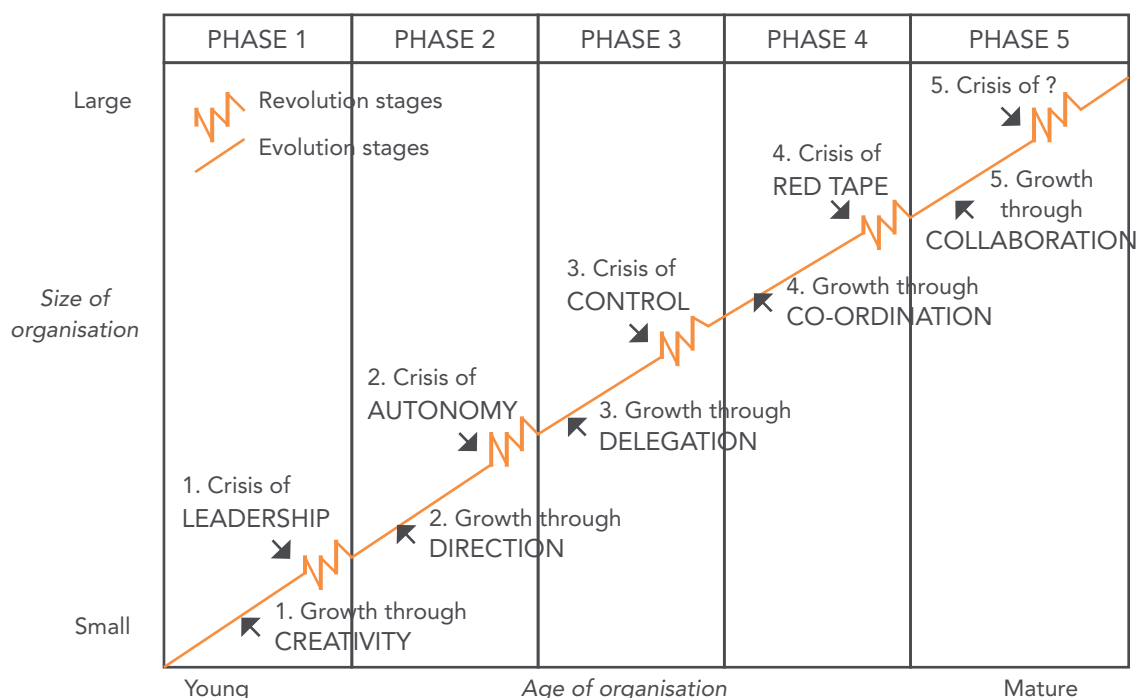 PHASE 1
PHASE 2
PHASE 3
PHASE 4
PHASE 5
Large
Revolution stages
Evolution stages
5. Crisis of ?
4. Crisis of
RED TAPE
5. Growth
through
COLLABORATION
Size of
organisation
3. Crisis of
CONTROL
4. Growth through
CO-ORDINATION
2. Crisis of
AUTONOMY
3. Growth through
DELEGATION
1. Crisis of
LEADERSHIP
2. Growth through
DIRECTION
Small
1. Growth through
CREATIVITY
Young
Age of organisation
Mature